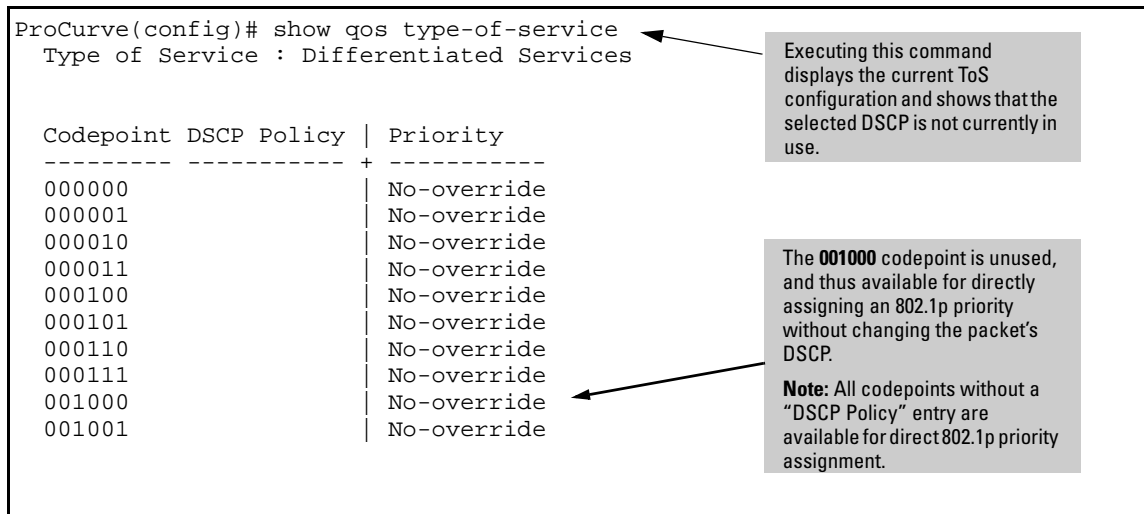 ProCurve(config)# show qos type-of-service
Type of Service : Differentiated Services
Codepoint DSCP Policy | Priority
--------- ----------- + -----------
000000 | No-override
000001 | No-override
000010 | No-override
000011 | No-override
000100 | No-override
000101 | No-override
000110 | No-override
000111 | No-override
001000 | No-override
001001 | No-override
Executing this command
displays the current ToS
configuration and shows that the
selected DSCP is not currently in
use.
The 001000 codepoint is unused,
and thus available for directly
assigning an 802.1p priority
without changing the packet’s
DSCP.
Note: All codepoints without a
“DSCP Policy” entry are
available for direct 802.1p priority
assignment.